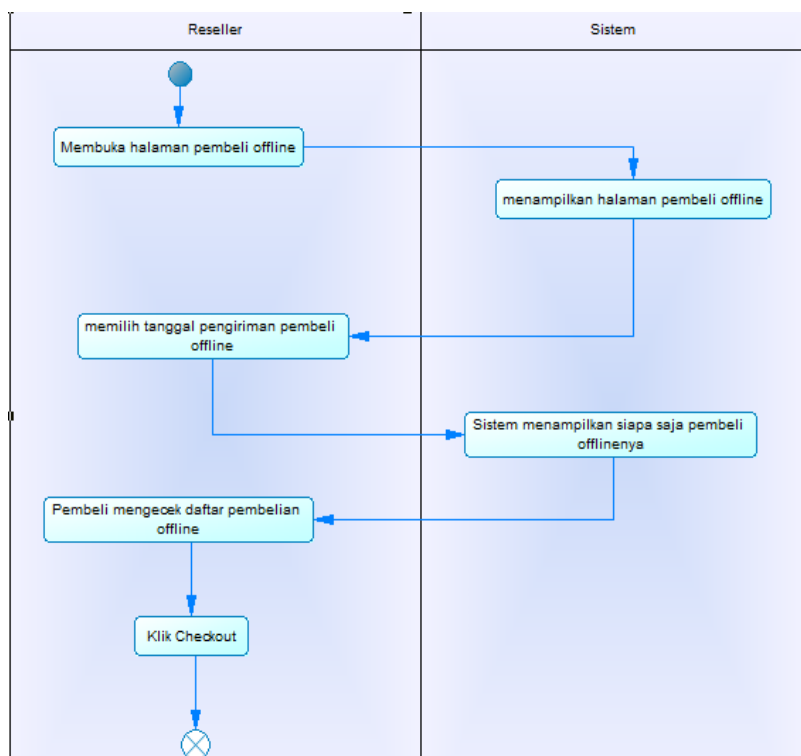 Reseller
Sistem
Membuka halaman pembeli offline
menampilkan halaman pembeli offline
memilih tanggal pengiriman pembeli
offline
Sistem menampilkan siapa saja pembeli
offlinenya
Pembeli mengecek daftar pembelian
offline
Klik Checkout